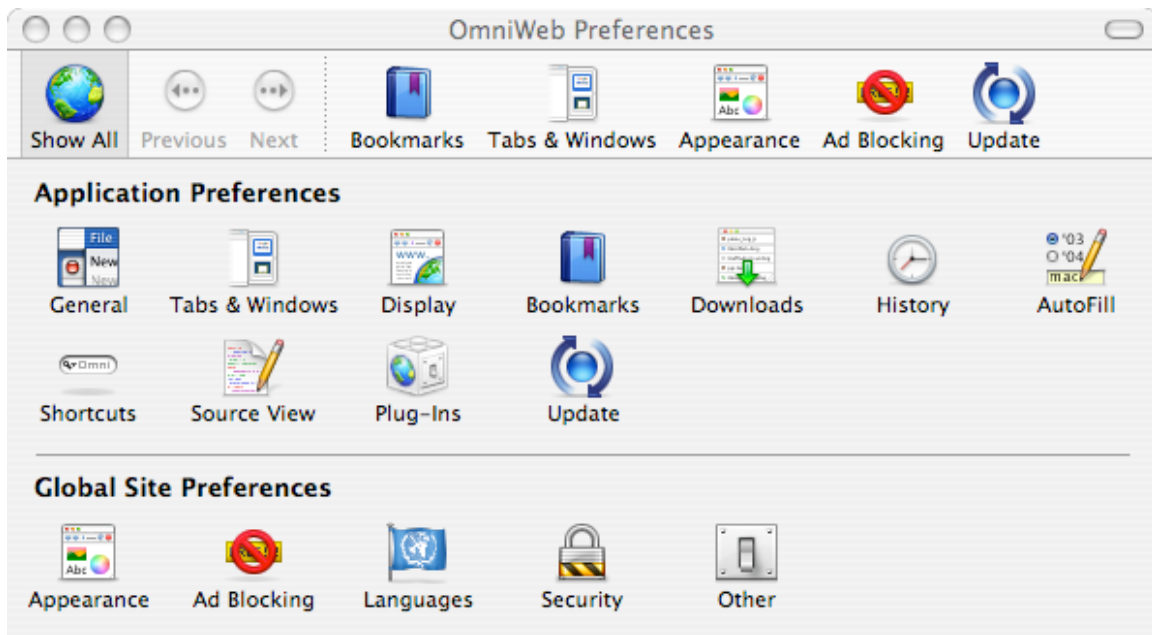 OmniWeb Preferences
Show All Previous Next Bookmarks Tabs & Windows Appearance Ad Blocking Update
Application Preferences
General Tabs & Windows Display Bookmarks Downloads History AutoFill
Shortcuts Source View Plug-Ins Update
Global Site Preferences
Appearance Ad Blocking Languages Security Other